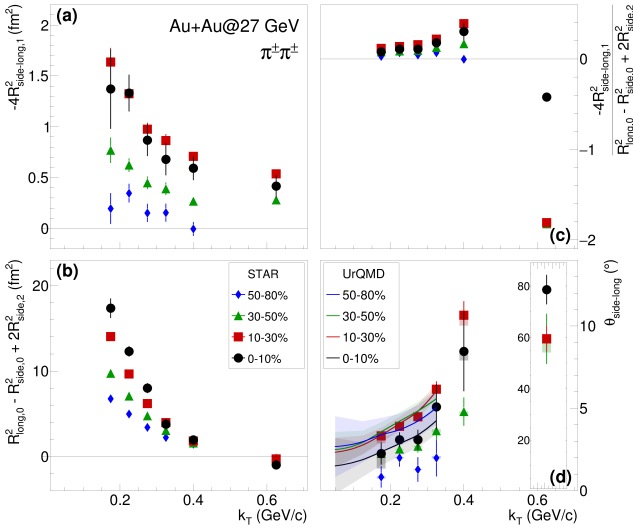 (a)
Au+Au@27 GeV
π±π±
-4R²side-long,1 (fm²)
2
1.5
1
0.5
0
(c)
0
−1
−2
-4R²side-long,1
R²long,0 - R²side,0 + 2R²side,2
(b)
R²long,0 - R²side,0 + 2R²side,2 (fm²)
20
10
0
STAR
50-80%
30-50%
10-30%
0-10%
0.2
0.4
0.6
kT (GeV/c)
UrQMD
50-80%
30-50%
10-30%
0-10%
(d)
80
60
40
20
10
5
0
θside-long (°)
0.2
0.4
0.6
kT (GeV/c)